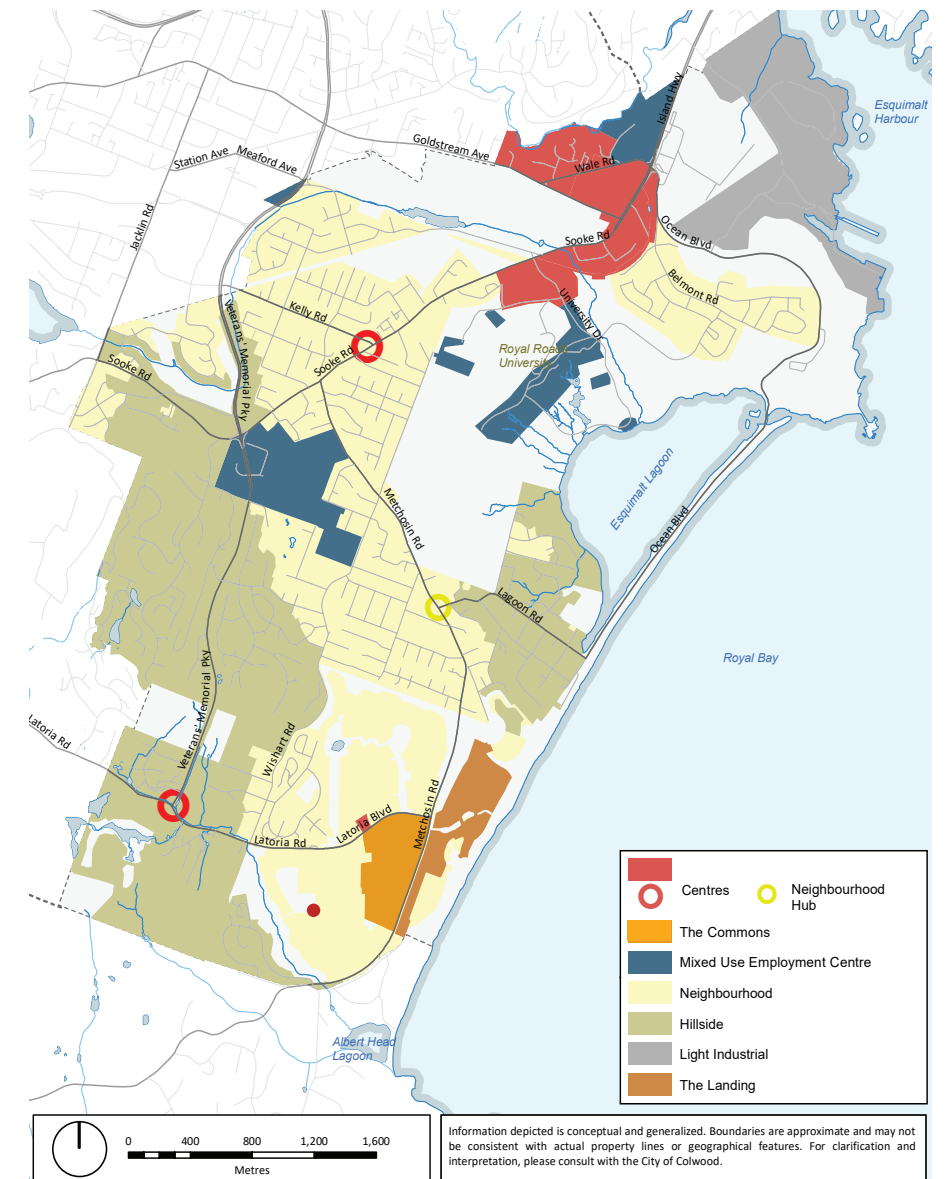 Island Hwy
Esquimalt
Harbour
Goldstream Ave
Station Ave
Meaford Ave
Wale Rd
Jacklin Rd
Ocean Blvd
Sooke Rd
Belmont Rd
University Dr
Kelly Rd
Veterans' Memorial Pky
Sooke Rd
Royal Roads
University
Sooke Rd
Esquimalt Lagoon
Metchosin Rd
Ocean Blvd
Lagoon Rd
Royal Bay
Veterans' Memorial Pky
Latoria Rd
Wishart Rd
Metchosin Rd
Latoria Blvd
Latoria Rd
Centres
Neighbourhood
Hub
The Commons
Mixed Use Employment Centre
Neighbourhood
Hillside
Light Industrial
The Landing
Albert Head
Lagoon
0 400 800 1,200 1,600
Metres
Information depicted is conceptual and generalized. Boundaries are approximate and may not
be consistent with actual property lines or geographical features. For clarification and
interpretation, please consult with the City of Colwood.